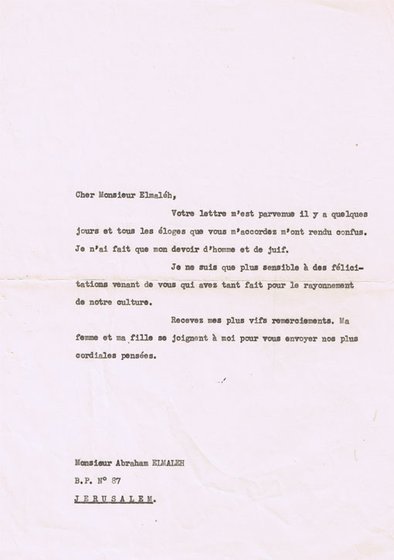 Cher Monsieur Elmaléh,
Votre lettre m'est parvenue il y a quelques
jours et tous les éloges que vous m'accordez m'ont rendu confus.
Je n'ai fait que mon devoir d'homme et de juif.
Je ne suis que plus sensible à des félici-
tations venant de vous qui avez tant fait pour le rayonnement
de notre culture.
Recevez mes plus vifs remerciements. Ma
femme et ma fille se joignent à moi pour vous envoyer nos plus
cordiales pensées.
Monsieur Abraham ELMALEH
B.P. N° 87
JERUSALEM.